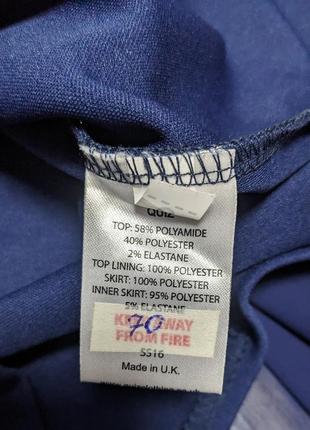 QUIZ
TOP: 58% POLYAMIDE
40% POLYESTER
2% ELASTANE
TOP LINING: 100% POLYESTER
SKIRT: 100% POLYESTER
INNER SKIRT: 95% POLYESTER
5% ELASTANE
70
FROM FIRE
SS16
Made in U.K.